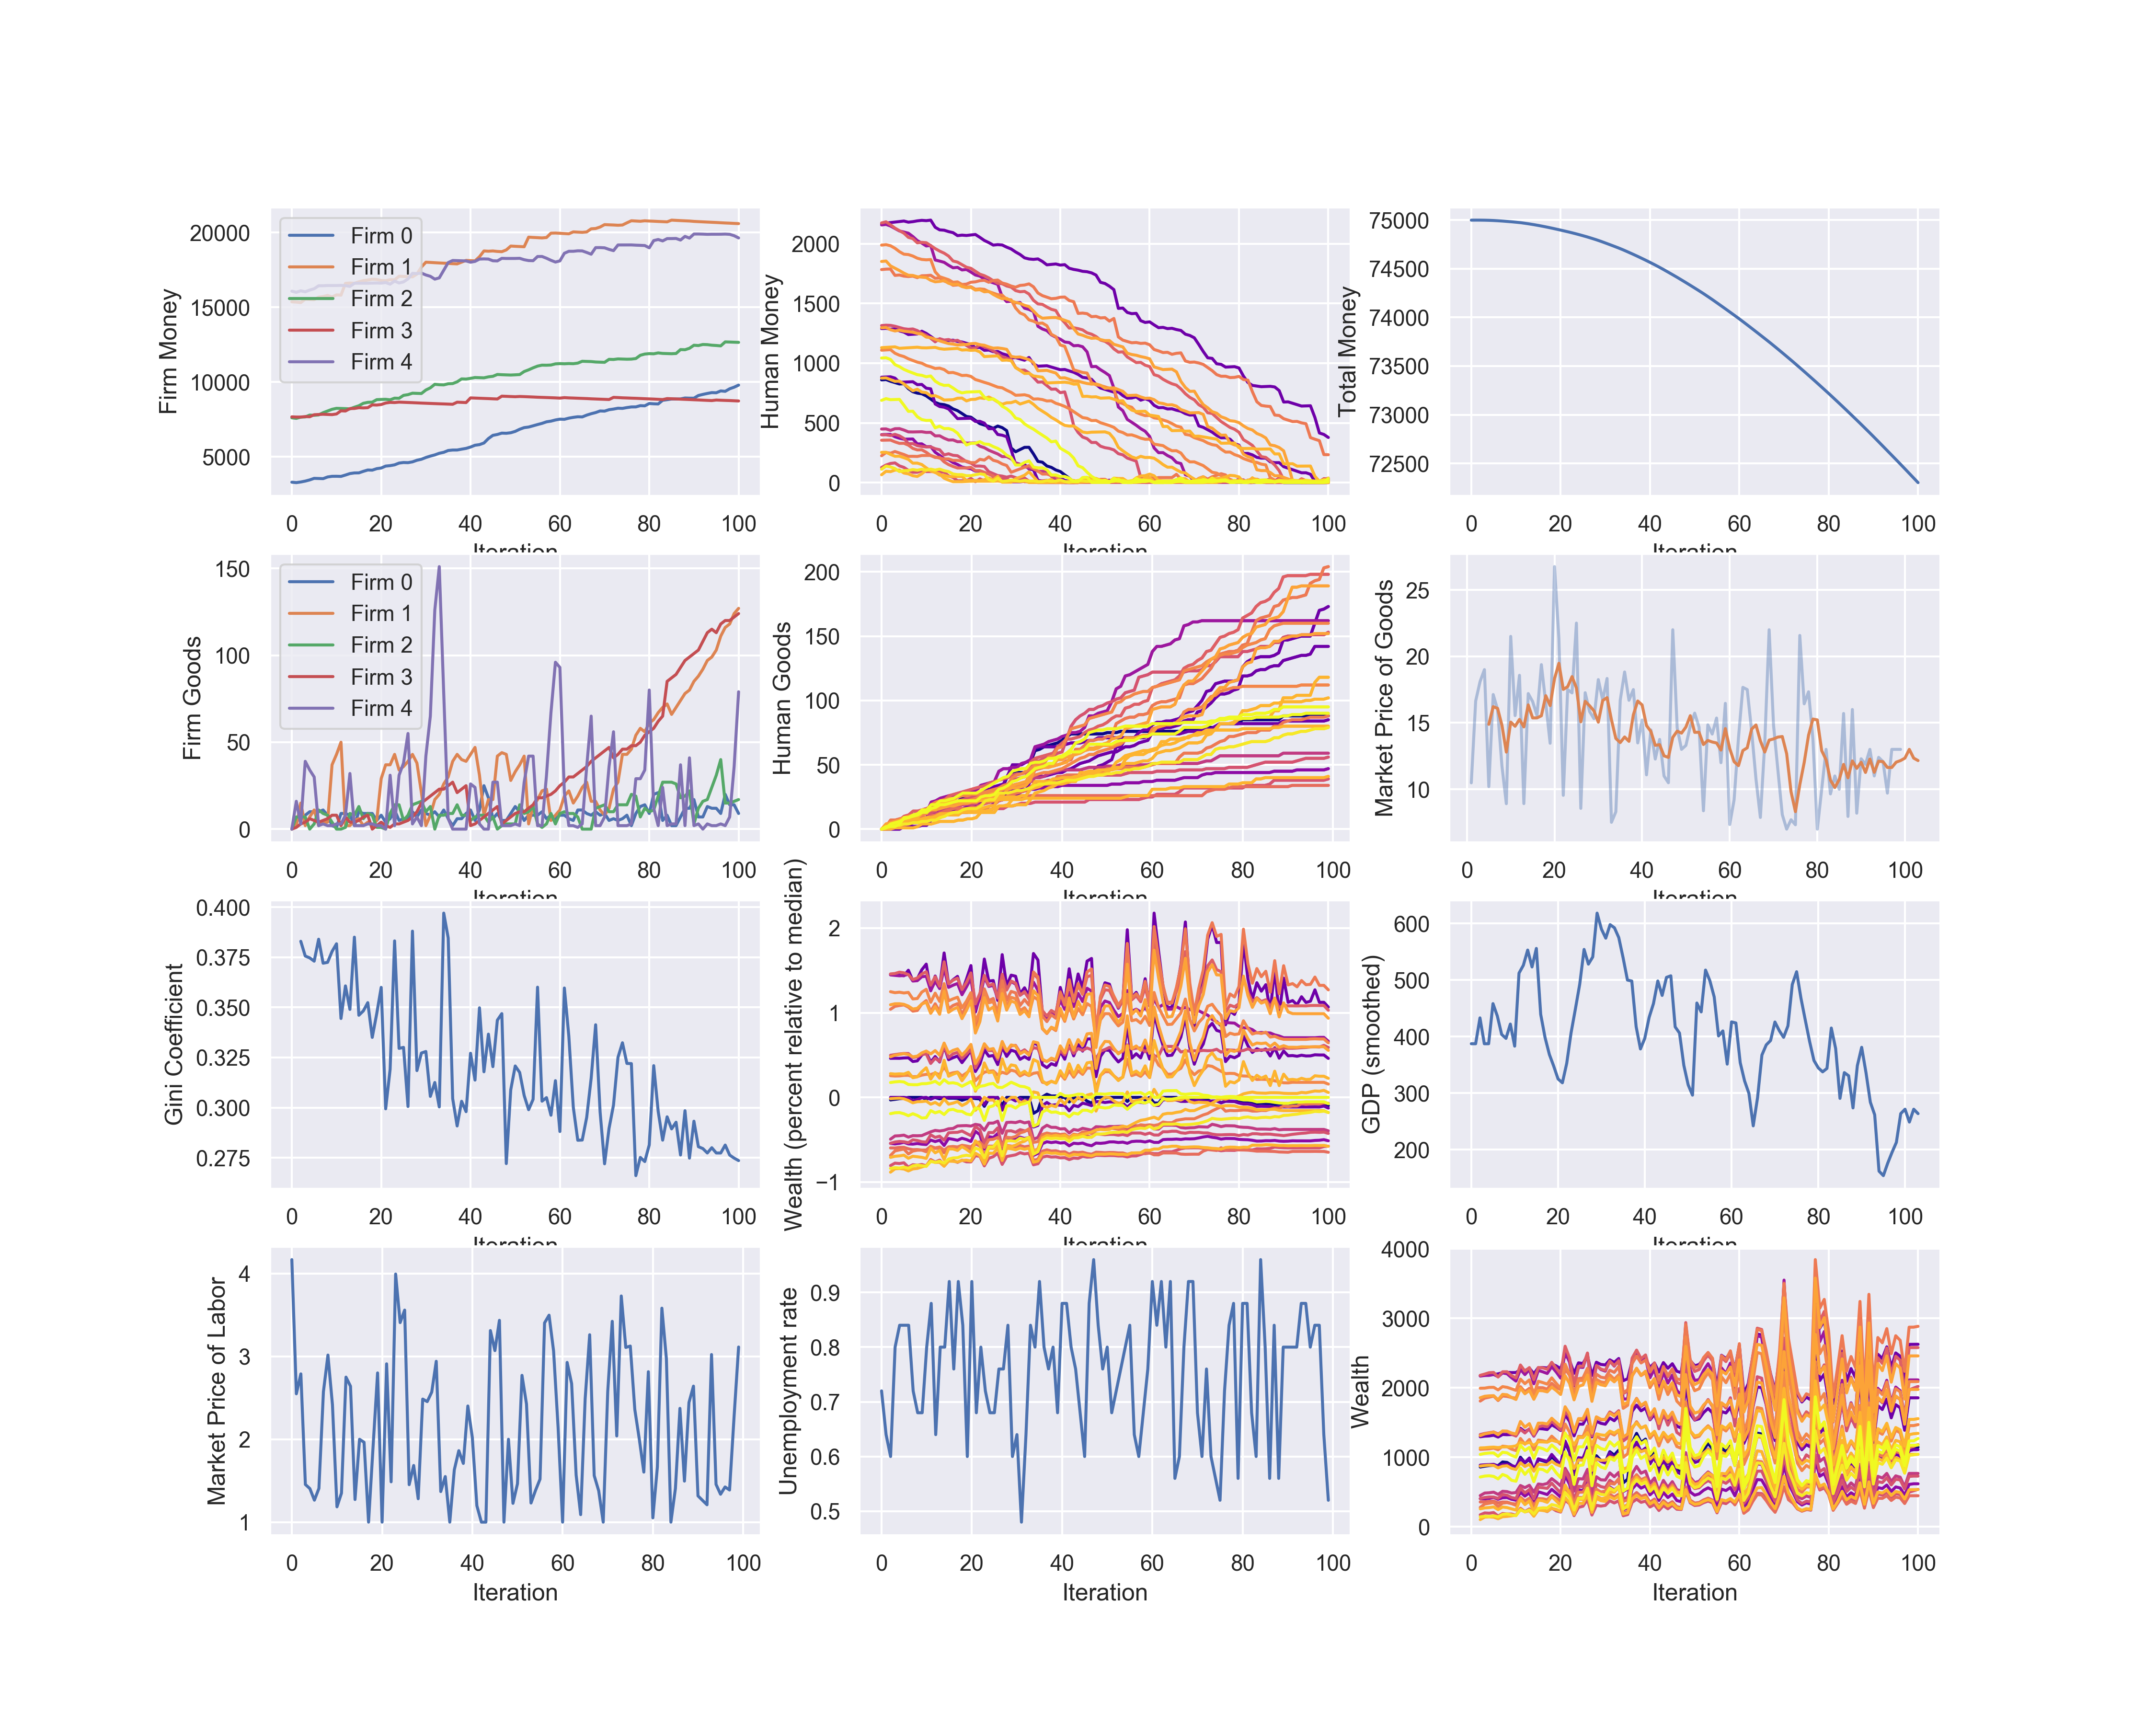 Firm Money
20000
15000
10000
5000
Firm 0
Firm 1
Firm 2
Firm 3
Firm 4
0 20 40 60 80 100
Iteration
Human Money
2000
1500
1000
500
0
0 20 40 60 80 100
Iteration
Total Money
75000
74500
74000
73500
73000
72500
0 20 40 60 80 100
Iteration
Firm Goods
150
100
50
0
Firm 0
Firm 1
Firm 2
Firm 3
Firm 4
0 20 40 60 80 100
Iteration
Human Goods
200
150
100
50
0
0 20 40 60 80 100
Iteration
Market Price of Goods
25
20
15
10
0 20 40 60 80 100
Iteration
Gini Coefficient
0.400
0.375
0.350
0.325
0.300
0.275
0 20 40 60 80 100
Iteration
Wealth (percent relative to median)
2
1
0
−1
0 20 40 60 80 100
Iteration
GDP (smoothed)
600
500
400
300
200
0 20 40 60 80 100
Iteration
Market Price of Labor
4
3
2
1
0 20 40 60 80 100
Iteration
Unemployment rate
0.9
0.8
0.7
0.6
0.5
0 20 40 60 80 100
Iteration
Wealth
4000
3000
2000
1000
0
0 20 40 60 80 100
Iteration